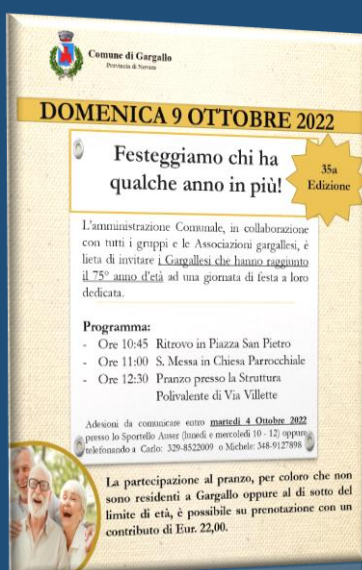 Comune di Gargallo
Provincia di Novara
DOMENICA 9 OTTOBRE 2022
Festeggiamo chi ha
qualche anno in più!
35a
Edizione
L'amministrazione Comunale, in collaborazione
con tutti i gruppi e le Associazioni gargallesi, è
lieta di invitare i Gargallesi che hanno raggiunto
il 75° anno d'età ad una giornata di festa a loro
dedicata.
Programma:
- Ore 10:45 Ritrovo in Piazza San Pietro
- Ore 11:00 S. Messa in Chiesa Parrocchiale
- Ore 12:30 Pranzo presso la Struttura
Polivalente di Via Villette
Adesioni da comunicare entro martedì 4 Ottobre 2022
presso lo Sportello Auser (lunedì e mercoledì 10 - 12) oppure
telefonando a Carlo: 329-8522009 o Michele: 348-9127898
La partecipazione al pranzo, per coloro che non
sono residenti a Gargallo oppure al di sotto del
limite di età, è possibile su prenotazione con un
contributo di Eur. 22,00.